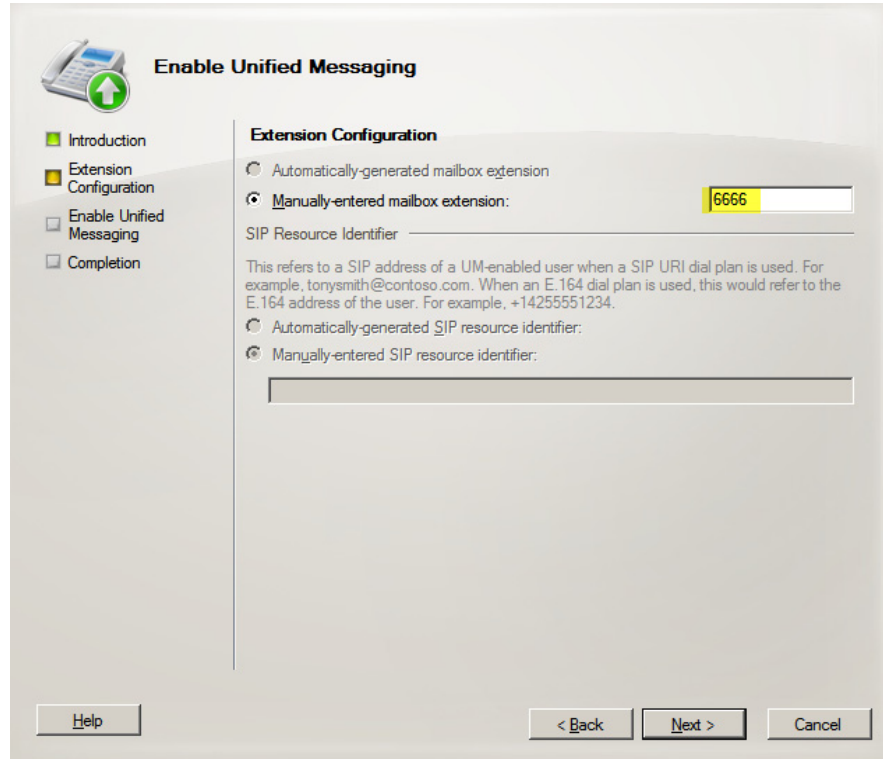 Enable Unified Messaging
Introduction
Extension
Configuration
Enable Unified
Messaging
Completion
Extension Configuration
Automatically-generated mailbox extension
Manually-entered mailbox extension:
6666
SIP Resource Identifier
This refers to a SIP address of a UM-enabled user when a SIP URI dial plan is used. For
example, tonysmith@contoso.com. When an E.164 dial plan is used, this would refer to the
E.164 address of the user. For example, +14255551234.
Automatically-generated SIP resource identifier:
Manually-entered SIP resource identifier:
Help
< Back
Next >
Cancel